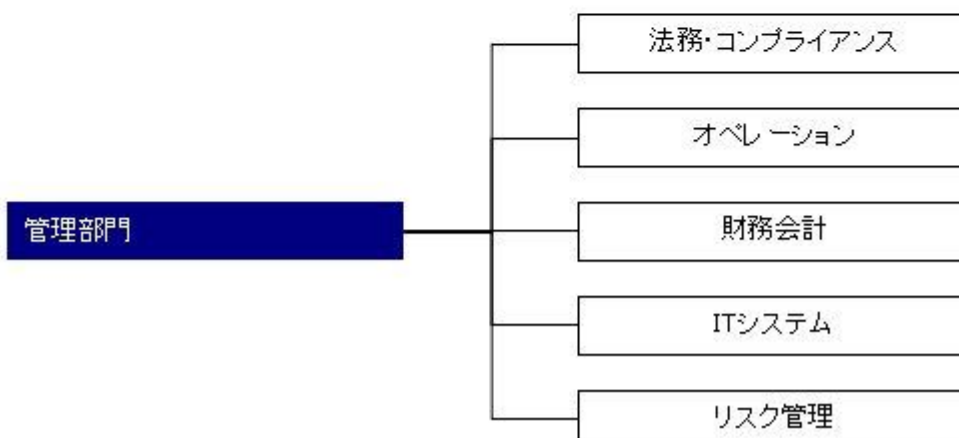 法務･コンプライアンス
オペレーション
管理部門
財務会計
ITシステム
リスク管理